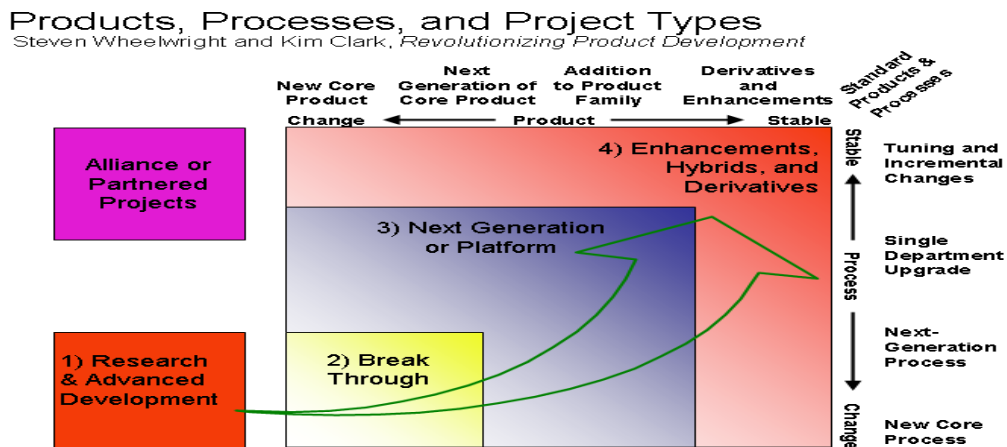 Products, Processes, and Project Types
Steven Wheelwright and Kim Clark, Revolutionizing Product Development
New Core
Product
Next
Generation of
Core Product
Addition
to Product
Family
Derivatives
and
Enhancements
Standard
Products &
Processes
Change
Product
Stable
Alliance or
Partnered
Projects
4) Enhancements,
Hybrids, and
Derivatives
Stable
Tuning and
Incremental
Changes
3) Next Generation
or Platform
Process
Single
Department
Upgrade
1) Research
& Advanced
Development
2) Break
Through
Next-
Generation
Process
Change
New Core
Process